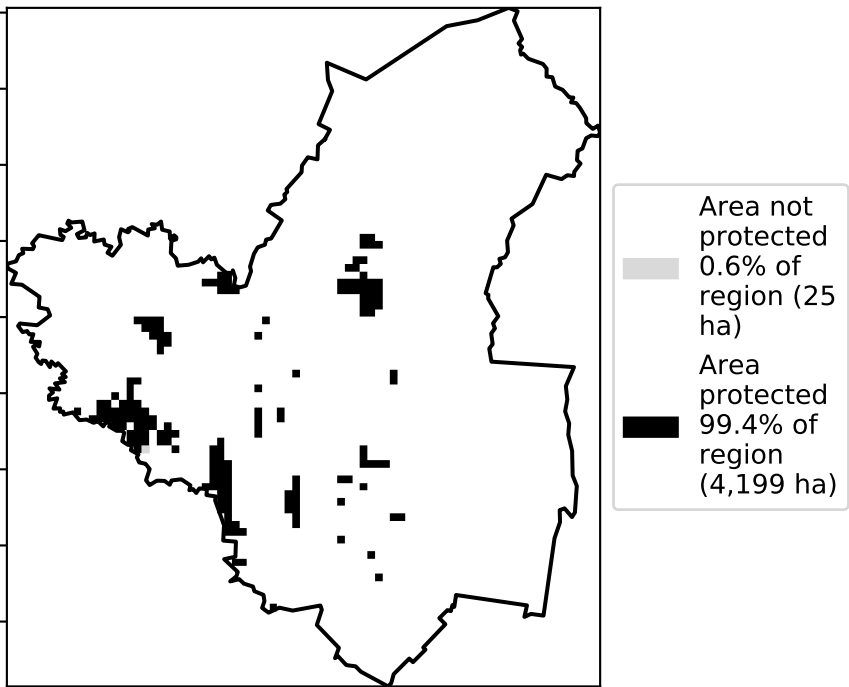 Area not
protected
0.6% of
region (25
ha)
Area
protected
99.4% of
region
(4,199 ha)